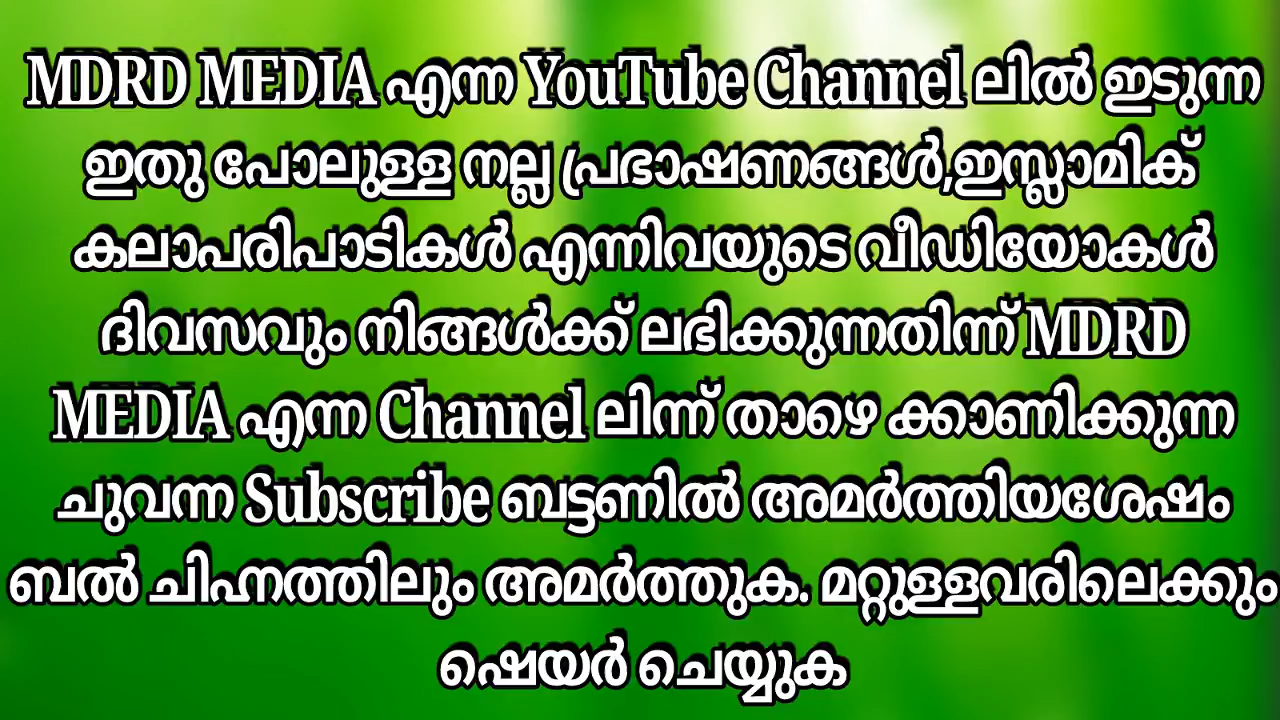 MDRD MEDIA എന്ന YouTube Channel ലിൽ ഇടുന്ന
ഇതു പോലുള്ള നല്ല പ്രഭാഷണങ്ങൾ,ഇസ്ലാമിക്
കലാപരിപാടികൾ എന്നിവയുടെ വീഡിയോകൾ
ദിവസവും നിങ്ങൾക്ക് ലഭിക്കുന്നതിന്ന് MDRD
MEDIA എന്ന Channel ലിന്ന് താഴെ ക്കാണിക്കുന്ന
ചുവന്ന Subscribe ബട്ടണിൽ അമർത്തിയശേഷം
ബൽ ചിഹ്നത്തിലും അമർത്തുക. മറ്റുള്ളവരിലെക്കും
ഷെയർ ചെയ്യുക